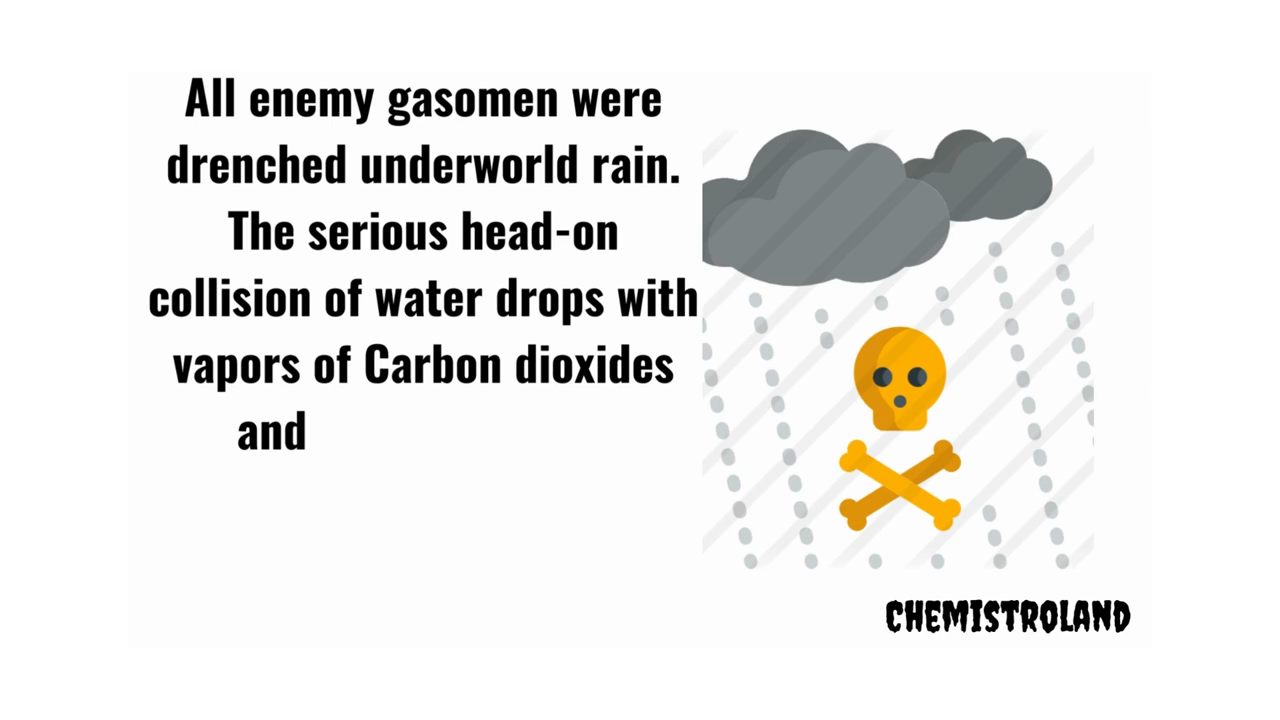 All enemy gasomen were
drenched underworld rain.
The serious head-on
collision of water drops with
vapors of Carbon dioxides
and
CHEMISTROLAND